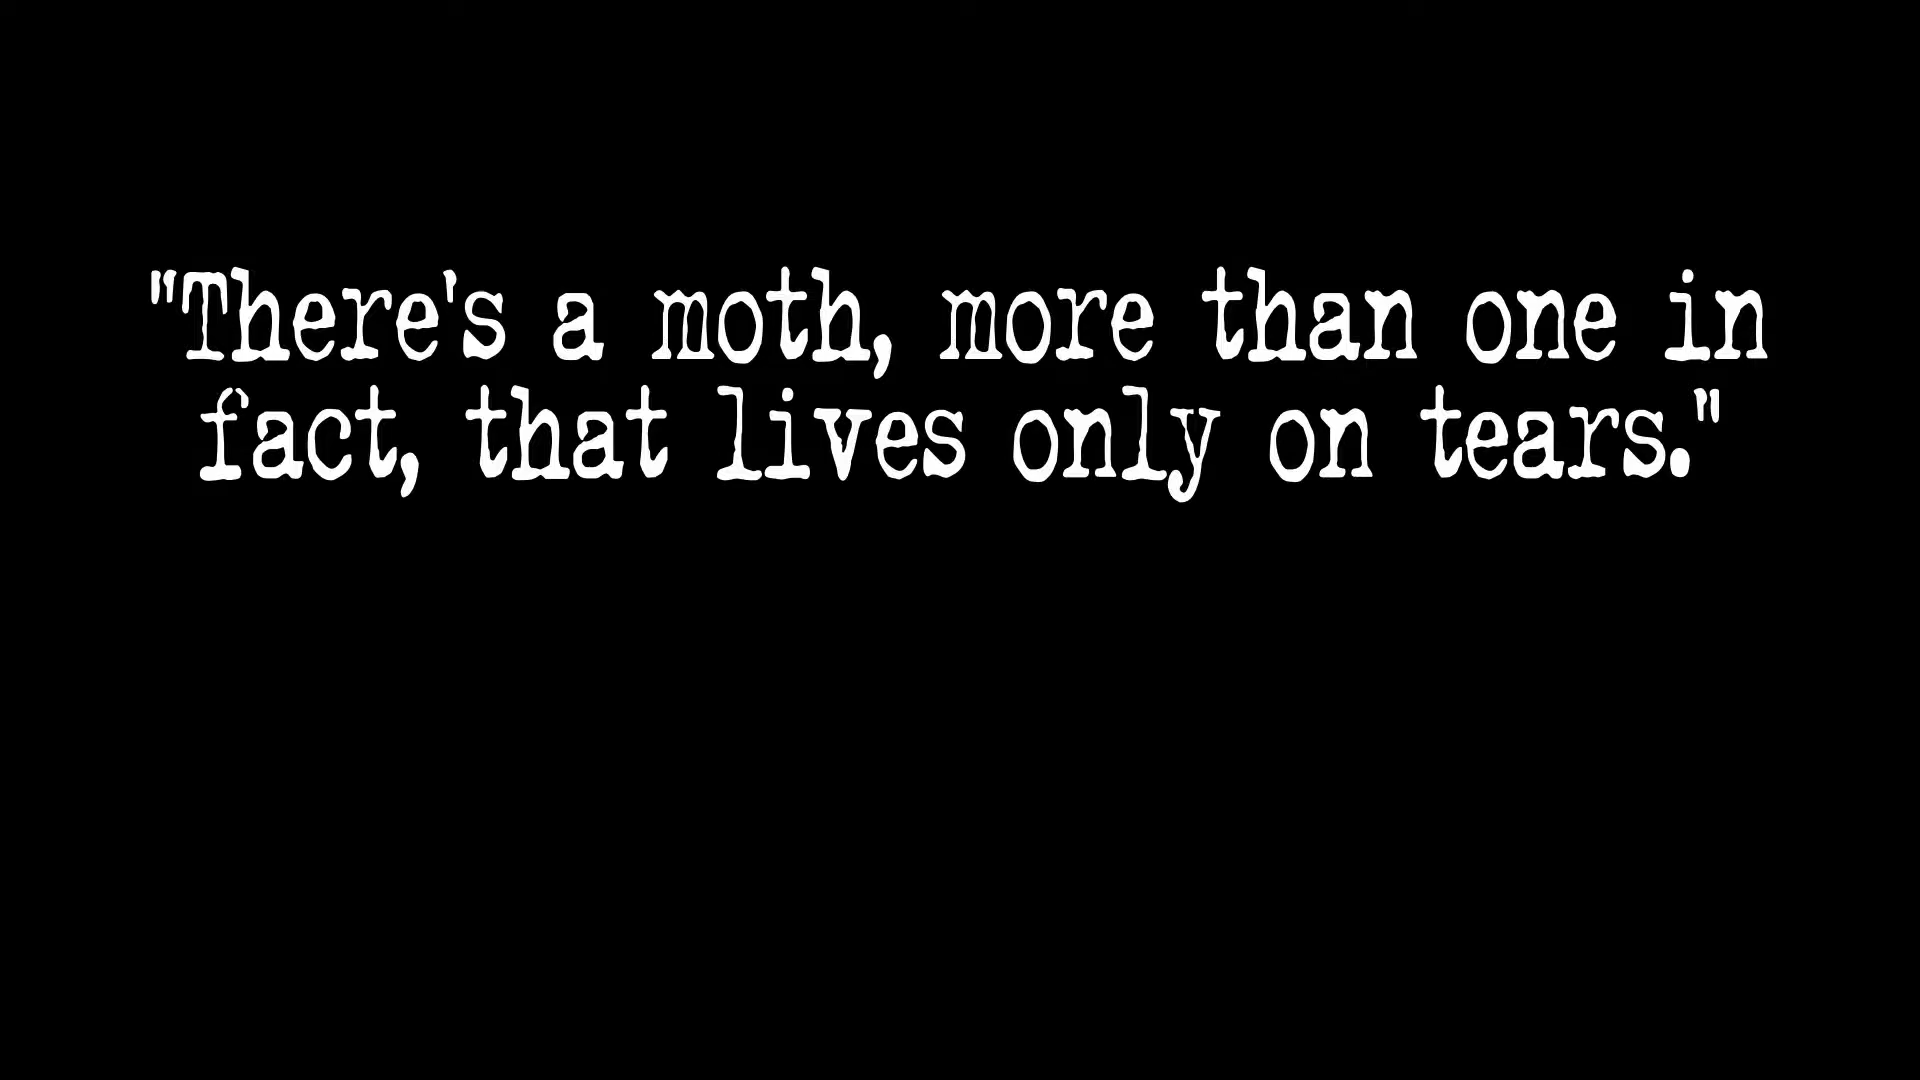 "There's a moth, more than one in
fact, that lives only on tears."